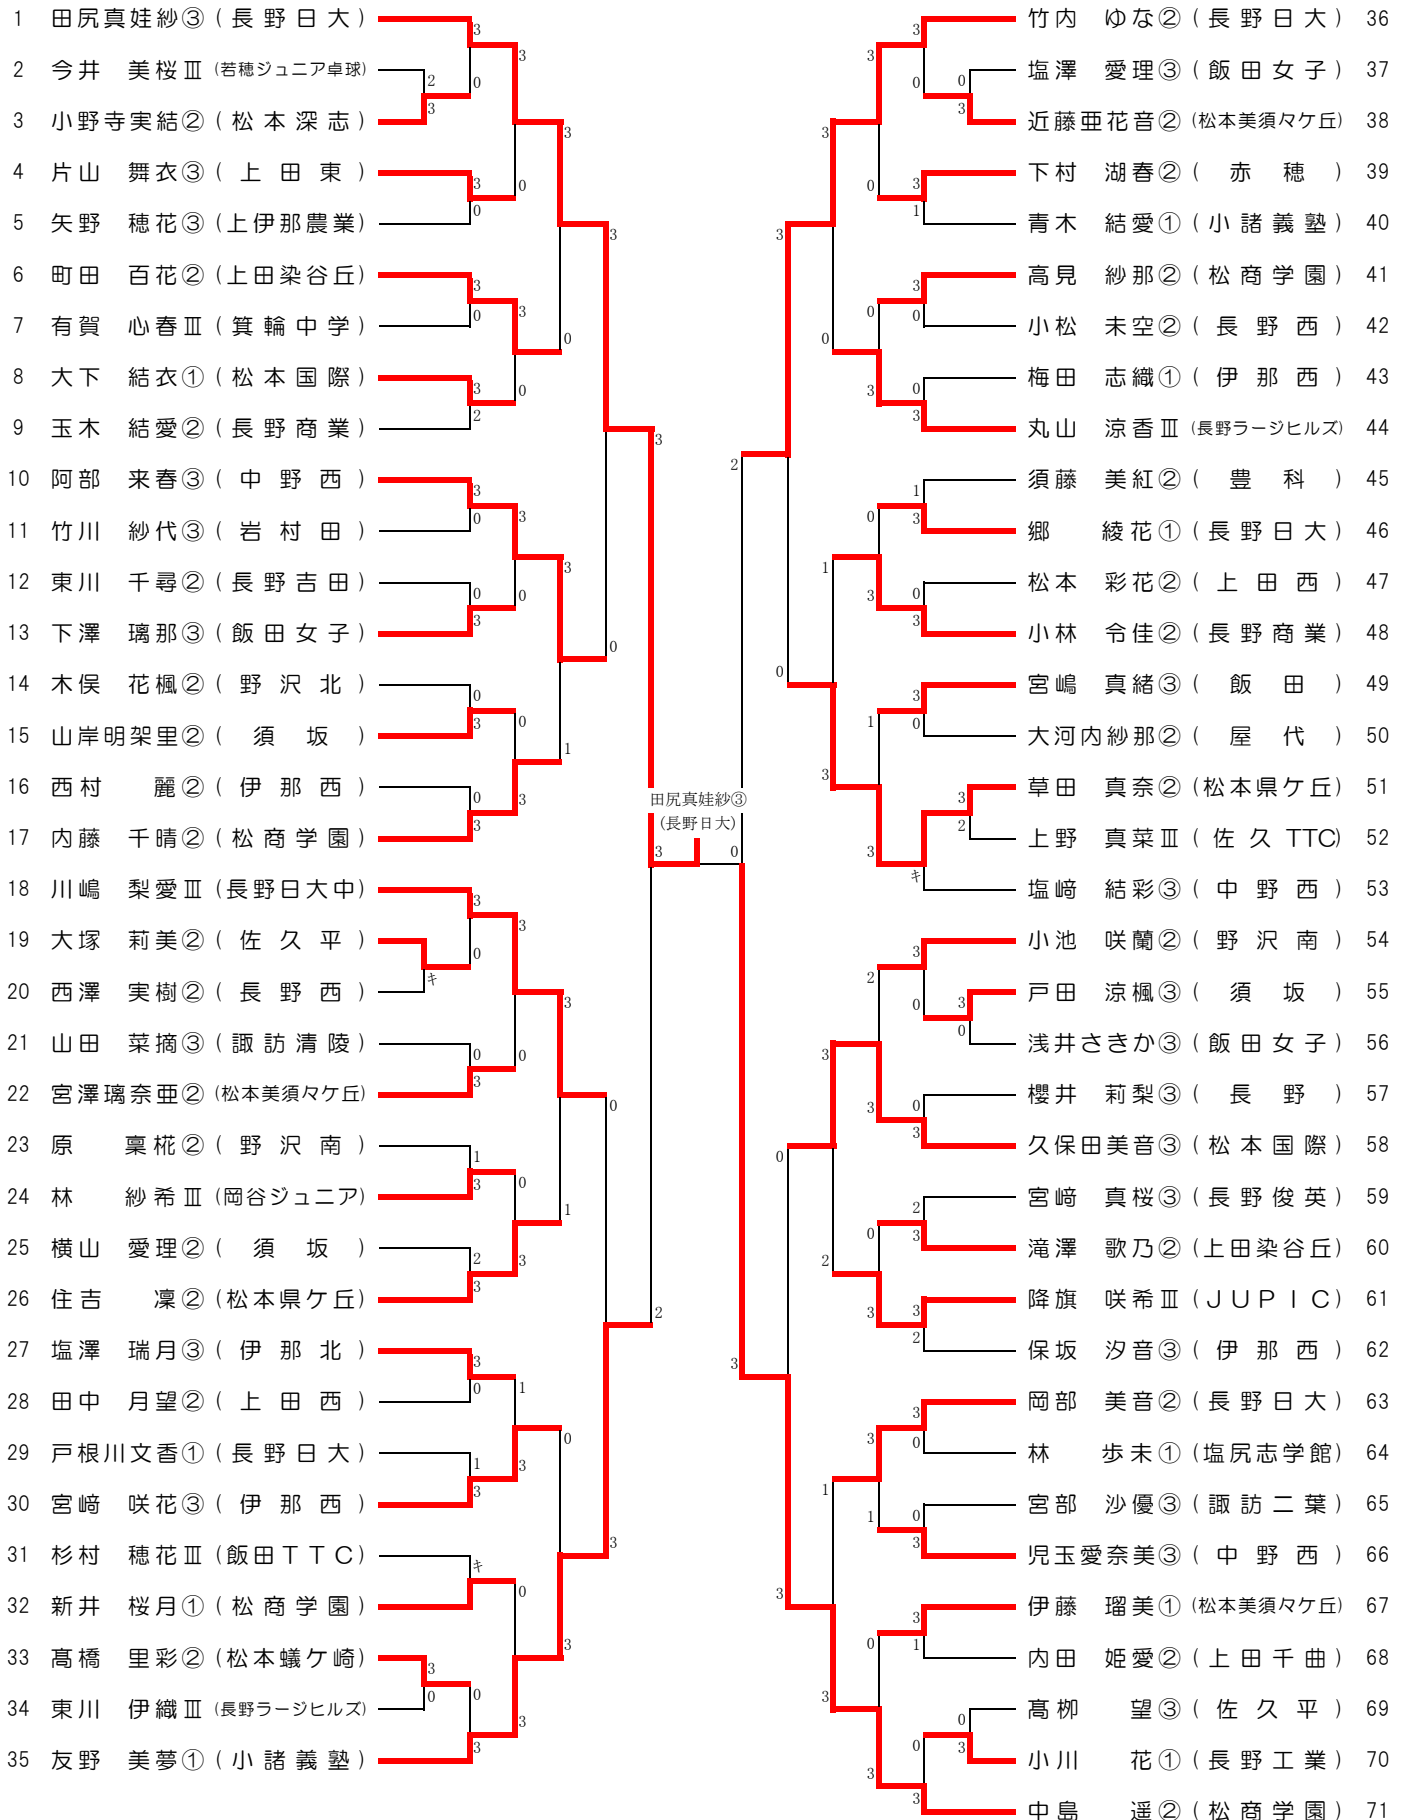 1 田尻真娃紗③ (長野日大)
2 今井 美桜Ⅲ (若穂ジュニア卓球)
3 小野寺実結② (松本深志)
4 片山 舞衣③ (上田東)
5 矢野 穂花③ (上伊那農業)
6 町田 百花② (上田染谷丘)
7 有賀 心春Ⅲ (箕輪中学)
8 大下 結衣① (松本国際)
9 玉木 結愛② (長野商業)
10 阿部 来春③ (中野西)
11 竹川 紗代③ (岩村田)
12 東川 千尋② (長野吉田)
13 下澤 璃那③ (飯田女子)
14 木俣 花楓② (野沢北)
15 山岸明架里② (須坂)
16 西村 麗② (伊那西)
17 内藤 千晴② (松商学園)
18 川嶋 梨愛Ⅲ (長野日大中)
19 大塚 莉美② (佐久平)
20 西澤 実樹② (長野西)
21 山田 菜摘③ (諏訪清陵)
22 宮澤璃奈亜② (松本美須々ケ丘)
23 原 稟椛② (野沢南)
24 林 紗希Ⅲ (岡谷ジュニア)
25 横山 愛理② (須坂)
26 住吉 凜② (松本県ケ丘)
27 塩澤 瑞月③ (伊那北)
28 田中 月望② (上田西)
29 戸根川文香① (長野日大)
30 宮﨑 咲花③ (伊那西)
31 杉村 穂花Ⅲ (飯田TTC)
32 新井 桜月① (松商学園)
33 髙橋 里彩② (松本蟻ケ崎)
34 東川 伊織Ⅲ (長野ラージヒルズ)
35 友野 美夢① (小諸義塾)
田尻真娃紗③
(長野日大)
3 0
竹内 ゆな② (長野日大) 36
塩澤 愛理③ (飯田女子) 37
近藤亜花音② (松本美須々ケ丘) 38
下村 湖春② (赤穂) 39
青木 結愛① (小諸義塾) 40
高見 紗那② (松商学園) 41
小松 未空② (長野西) 42
梅田 志織① (伊那西) 43
丸山 涼香Ⅲ (長野ラージヒルズ) 44
須藤 美紅② (豊科) 45
郷 綾花① (長野日大) 46
松本 彩花② (上田西) 47
小林 令佳② (長野商業) 48
宮嶋 真緒③ (飯田) 49
大河内紗那② (屋代) 50
草田 真奈② (松本県ケ丘) 51
上野 真菜Ⅲ (佐久TTC) 52
塩﨑 結彩③ (中野西) 53
小池 咲蘭② (野沢南) 54
戸田 涼楓③ (須坂) 55
浅井さきか③ (飯田女子) 56
櫻井 莉梨③ (長野) 57
久保田美音③ (松本国際) 58
宮﨑 真桜③ (長野俊英) 59
滝澤 歌乃② (上田染谷丘) 60
降旗 咲希Ⅲ (JUPIC) 61
保坂 汐音③ (伊那西) 62
岡部 美音② (長野日大) 63
林 歩未① (塩尻志学館) 64
宮部 沙優③ (諏訪二葉) 65
児玉愛奈美③ (中野西) 66
伊藤 瑠美① (松本美須々ケ丘) 67
内田 姫愛② (上田千曲) 68
髙栁 望③ (佐久平) 69
小川 花① (長野工業) 70
中島 遥② (松商学園) 71